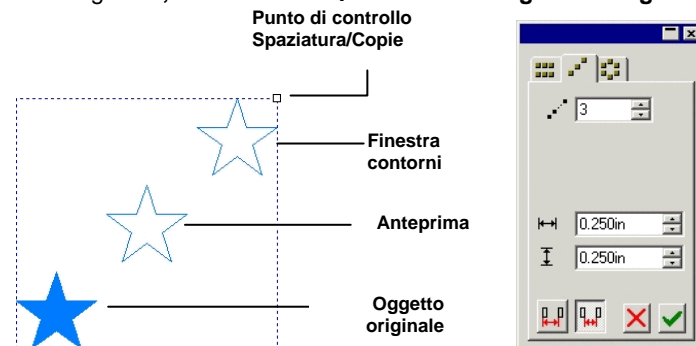 Punto di controllo
Spaziatura/Copie
Finestra
contorni
Anteprima
Oggetto
originale
3
0.250in
0.250in